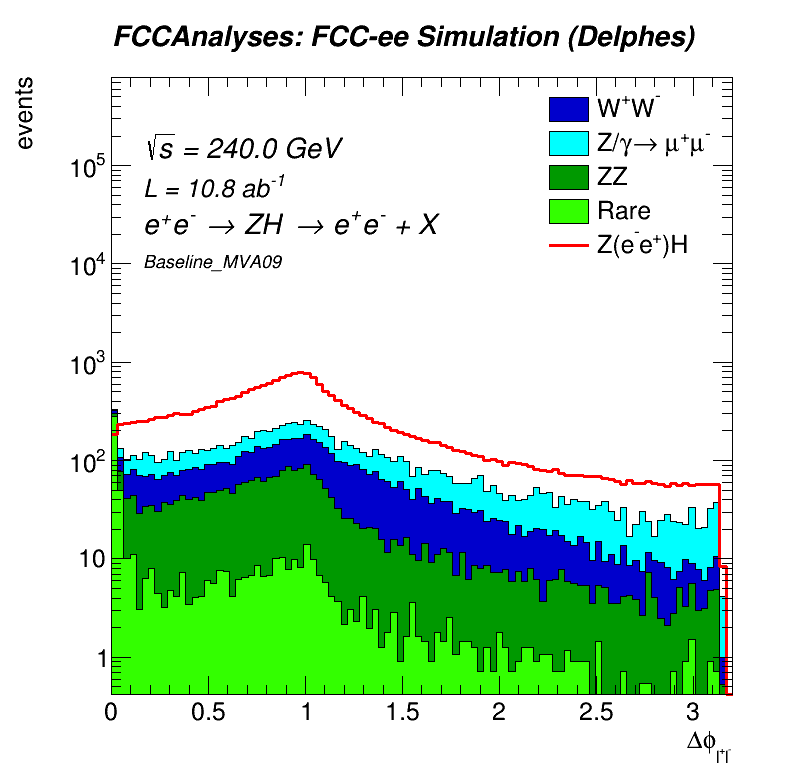 FCCAnalyses: FCC-ee Simulation (Delphes)
events
√s = 240.0 GeV
L = 10.8 ab⁻¹
e⁺e⁻ → ZH → e⁺e⁻ + X
Baseline_MVA09
W⁺W⁻
Z/γ→ μ⁺μ⁻
ZZ
Rare
Z(e⁻e⁺)H
10⁵
10⁴
10³
10²
10
1
0 0.5 1 1.5 2 2.5 3
Δϕ_l⁺l⁻